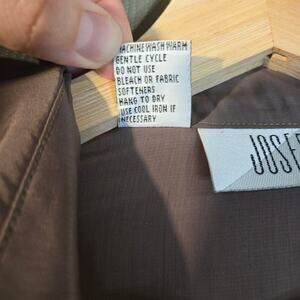 MACHINE WASH WARM
GENTLE CYCLE
DO NOT USE
BLEACH OR FABRIC
SOFTENERS
HANG TO DRY
USE COOL IRON IF
NECESSARY